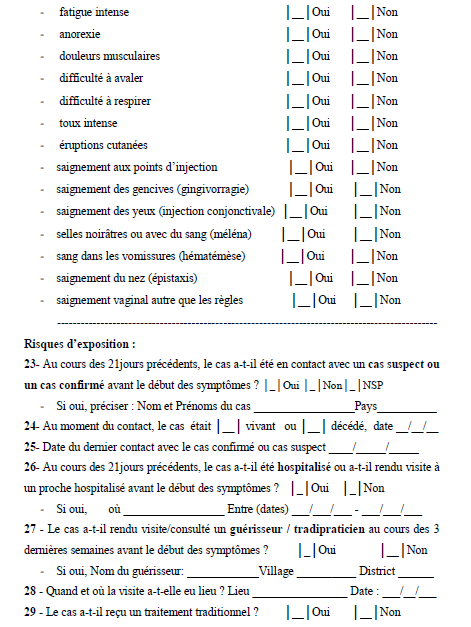 - fatigue intense |__| Oui |__| Non
- anorexie |__| Oui |__| Non
- douleurs musculaires |__| Oui |__| Non
- difficulté à avaler |__| Oui |__| Non
- difficulté à respirer |__| Oui |__| Non
- toux intense |__| Oui |__| Non
- éruptions cutanées |__| Oui |__| Non
- saignement aux points d’injection |__| Oui |__| Non
- saignement des gencives (gingivorragie) |__| Oui |__| Non
- saignement des yeux (injection conjonctivale) |__| Oui |__| Non
- selles noirâtres ou avec du sang (méléna) |__| Oui |__| Non
- sang dans les vomissures (hématémèse) |__| Oui |__| Non
- saignement du nez (épistaxis) |__| Oui |__| Non
- saignement vaginal autre que les règles |__| Oui |__| Non
--------------------------------------------------------------------------------------------
Risques d’exposition :
23- Au cours des 21jours précédents, le cas a-t-il été en contact avec un cas suspect ou
un cas confirmé avant le début des symptômes ? |_| Oui |_| Non |_| NSP
- Si oui, préciser : Nom et Prénoms du cas _________________Pays__________
24- Au moment du contact, le cas était |__| vivant ou |__| décédé, date __/__/__
25- Date du dernier contact avec le cas confirmé ou cas suspect ____/_____/_____
26- Au cours des 21jours précédents, le cas a-t-il été hospitalisé ou a-t-il rendu visite à
un proche hospitalisé avant le début des symptômes ? |_| Oui |_| Non
- Si oui, où _________________ Entre (dates) ___/___/___ - ___/___/___
27 - Le cas a-t-il rendu visite/consulté un guérisseur / tradipraticien au cours des 3
dernières semaines avant le début des symptômes ? |_| Oui |__| Non
- Si oui, Nom du guérisseur: ____________Village __________ District ______
28 - Quand et où la visite a-t-elle eu lieu ? Lieu ________________ Date : ___/___/___
29 - Le cas a-t-il reçu un traitement traditionnel ? |__| Oui |__| Non